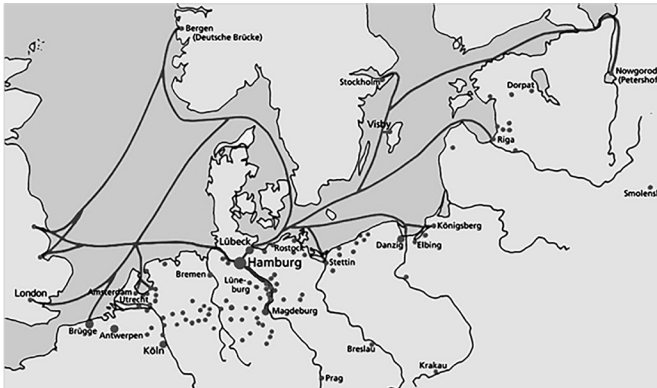 Bergen
(Deutsche Brücke)
Stockholm
Nowgorod
(Petershof)
Dorpat
Visby
Riga
Smolensk
Königsberg
Lübeck
Rostock
Danzig
Elbing
Hamburg
Stettin
Bremen
Lüne-
burg
London
Amsterdam
Utrecht
Magdeburg
Brügge
Antwerpen
Köln
Breslau
Krakau
Prag